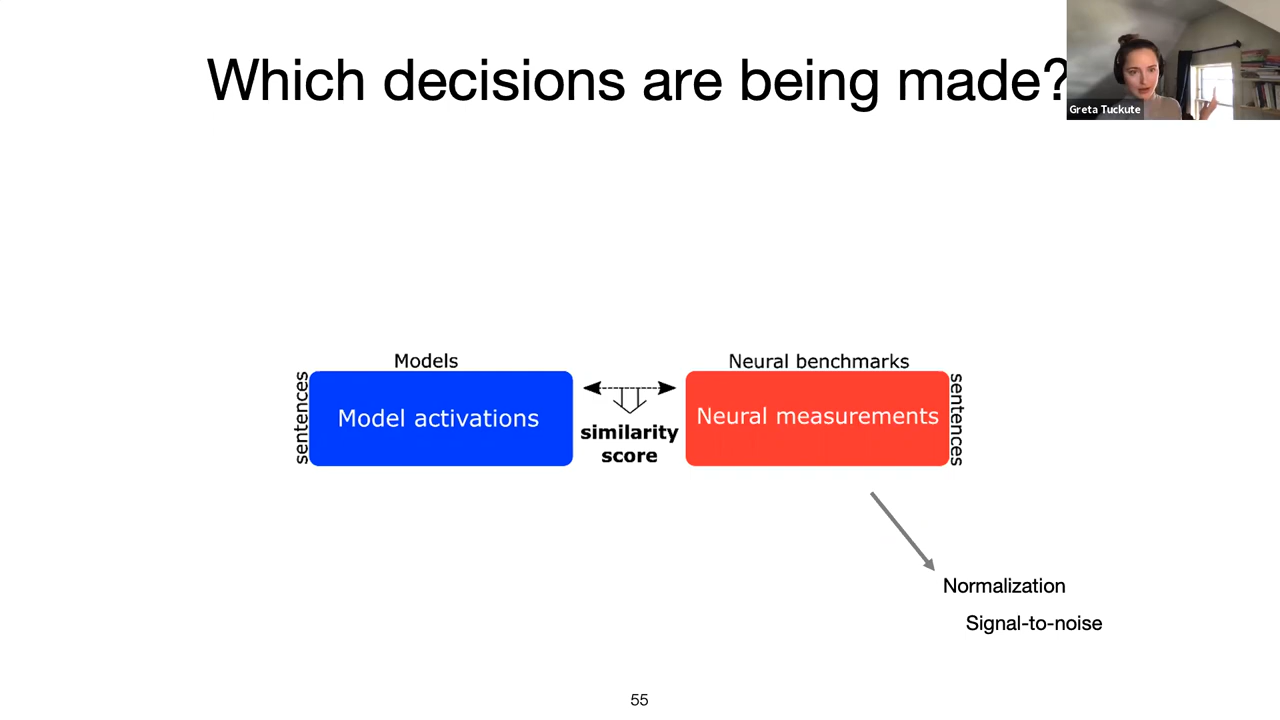 Which decisions are being made?
Greta Tuckute
Models
Neural benchmarks
sentences
Model activations
similarity
score
Neural measurements
sentences
Normalization
Signal-to-noise
55